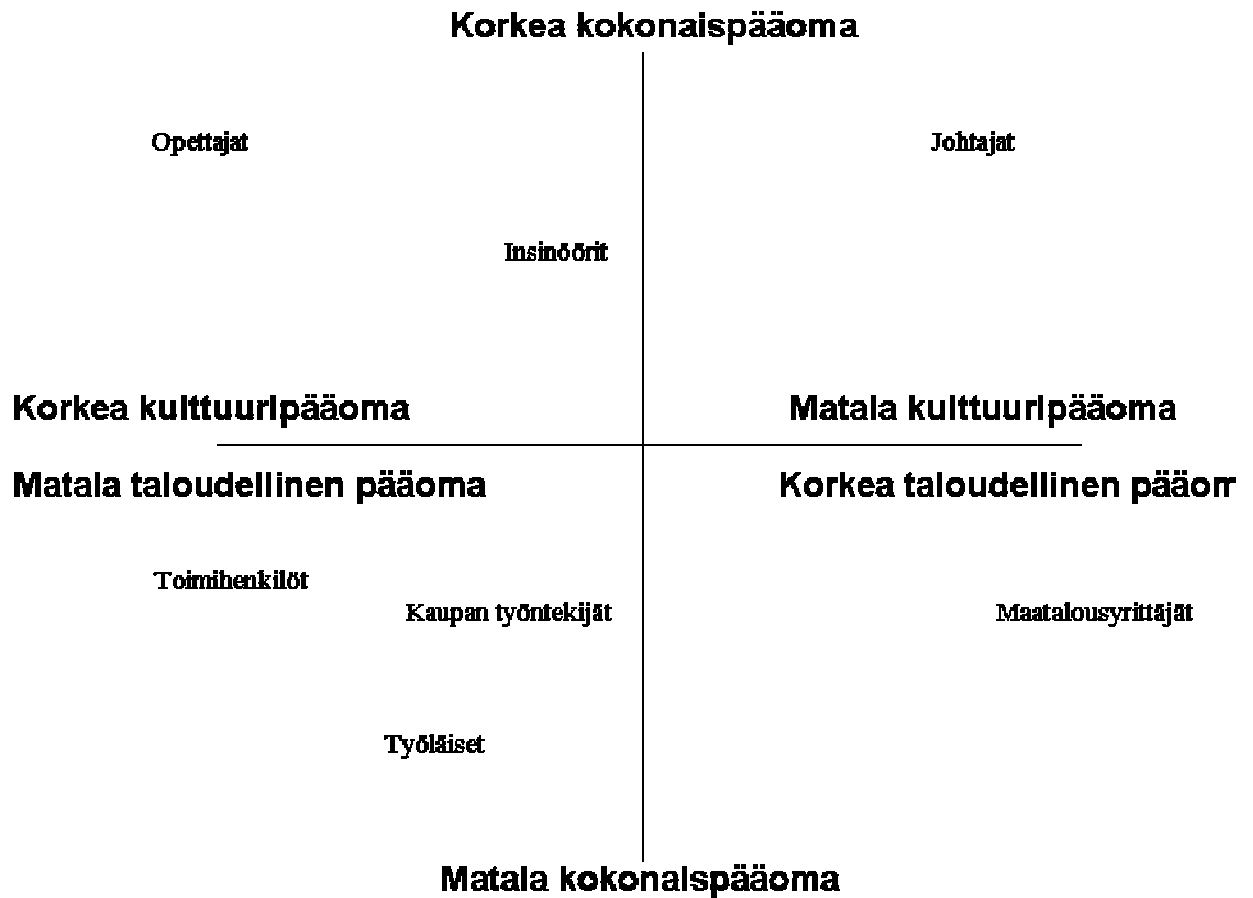 Korkea kokonaispääoma
Opettajat
Johtajat
Insinöörit
Korkea kulttuuripääoma
Matala kulttuuripääoma
Matala taloudellinen pääoma
Korkea taloudellinen pääom
Toimihenkilöt
Kaupan työntekijät
Maatalousyrittäjät
Työläiset
Matala kokonaispääoma